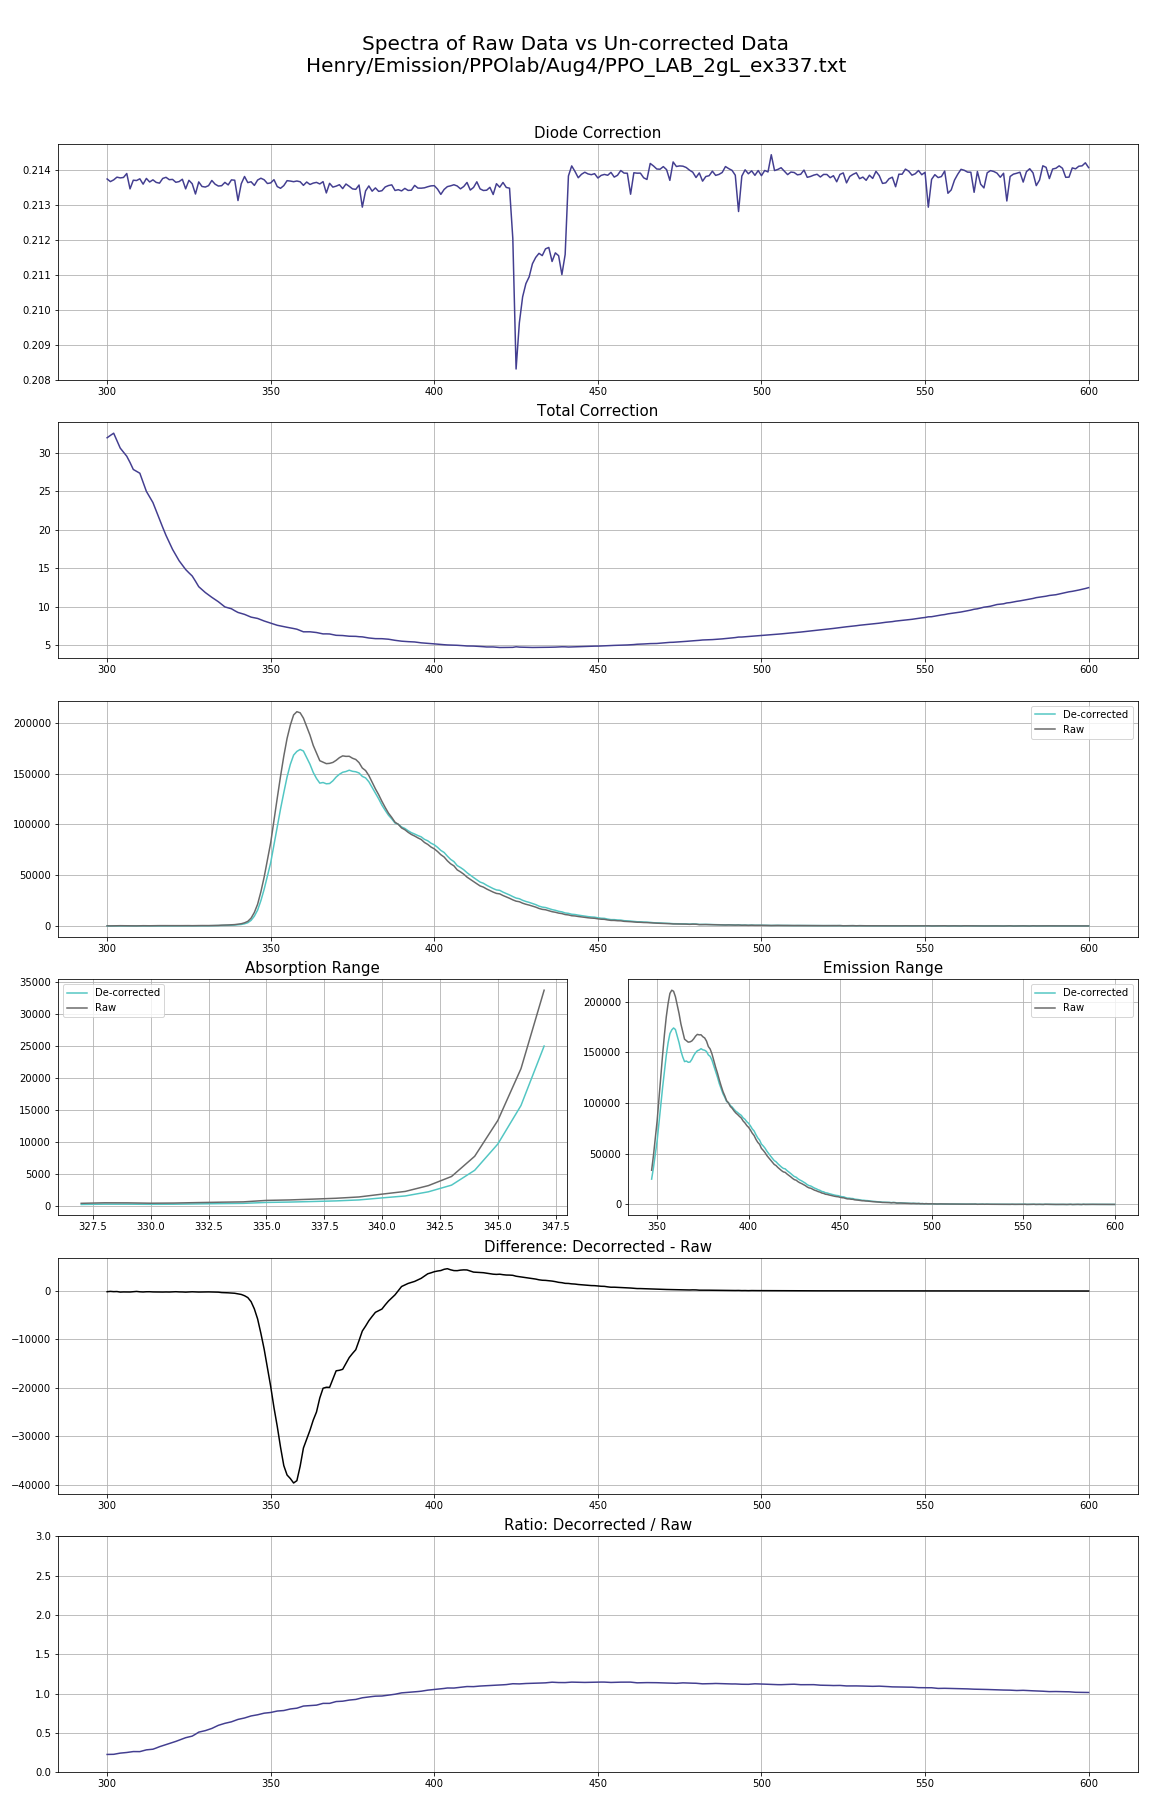 Spectra of Raw Data vs Un-corrected Data
Henry/Emission/PPOlab/Aug4/PPO_LAB_2gL_ex337.txt
Diode Correction
0.214
0.213
0.212
0.211
0.210
0.209
0.208
300 350 400 450 500 550 600
Total Correction
30
25
20
15
10
5
300 350 400 450 500 550 600
De-corrected
Raw
200000
150000
100000
50000
0
300 350 400 450 500 550 600
Absorption Range
De-corrected
Raw
35000
30000
25000
20000
15000
10000
5000
0
327.5 330.0 332.5 335.0 337.5 340.0 342.5 345.0 347.5
Emission Range
De-corrected
Raw
200000
150000
100000
50000
0
350 400 450 500 550 600
Difference: Decorrected - Raw
0
−10000
−20000
−30000
−40000
300 350 400 450 500 550 600
Ratio: Decorrected / Raw
3.0
2.5
2.0
1.5
1.0
0.5
0.0
300 350 400 450 500 550 600